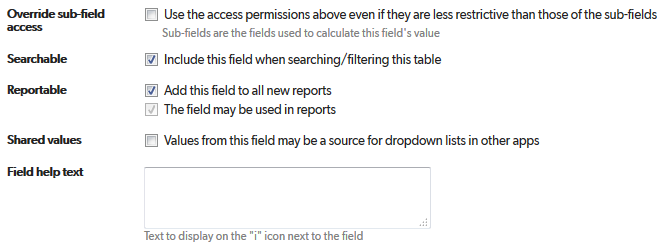 Override sub-field access
Use the access permissions above even if they are less restrictive than those of the sub-fields
Sub-fields are the fields used to calculate this field's value
Searchable
Include this field when searching/filtering this table
Reportable
Add this field to all new reports
The field may be used in reports
Shared values
Values from this field may be a source for dropdown lists in other apps
Field help text
Text to display on the "i" icon next to the field